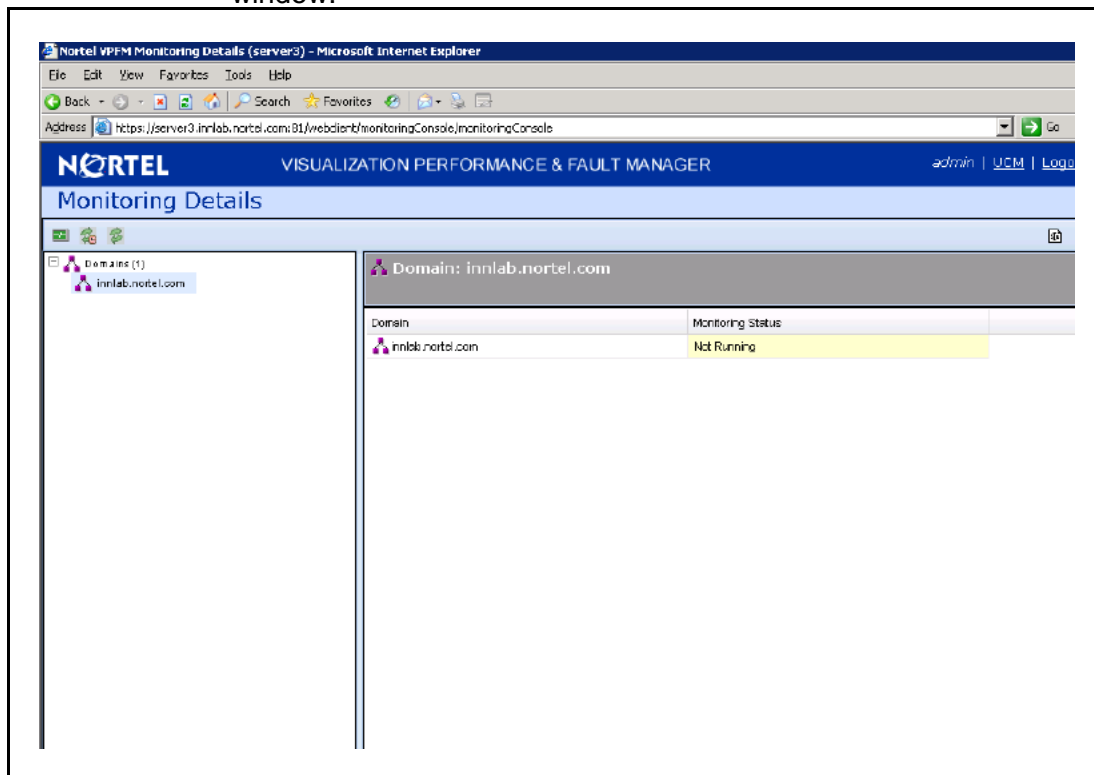 window.
Nortel VPFM Monitoring Details (server3) - Microsoft Internet Explorer
File Edit View Favorites Tools Help
Back Search Favorites
Address https://server3.innlab.nortel.com:81/webclient/monitoringConsole/monitoringConsole Go
NORTEL VISUALIZATION PERFORMANCE & FAULT MANAGER admin | UCM | Logo
Monitoring Details
Domains (1)
innlab.nortel.com
Domain: innlab.nortel.com
Domain Monitoring Status
innlab.nortel.com Not Running